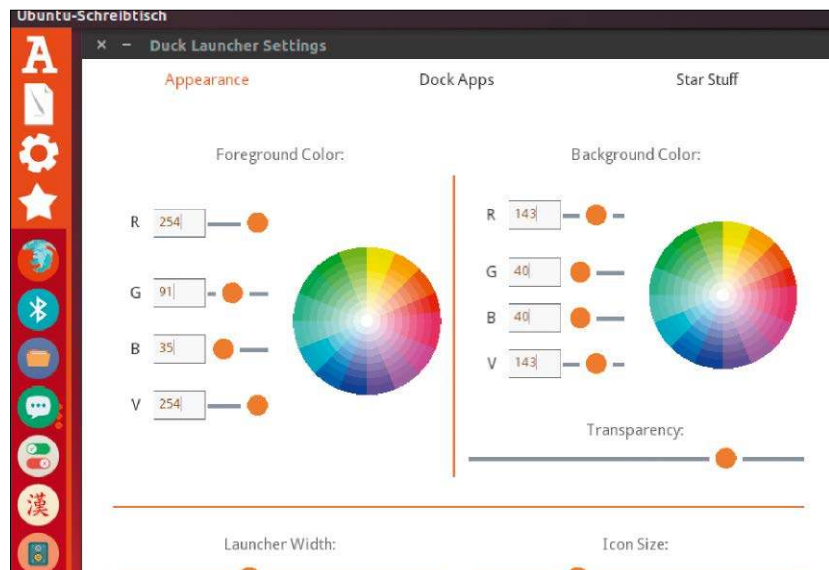 Ubuntu-Schreibtisch
Duck Launcher Settings
Appearance Dock Apps Star Stuff
Foreground Color:
R 254
G 91
B 35
V 254
Background Color:
R 143
G 40
B 40
V 143
Transparency:
Launcher Width: Icon Size:
A
漢